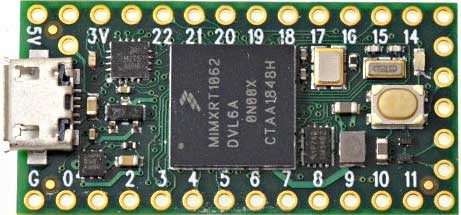 5V 3V 22 21 20 19 18 17 16 15 14
MIMXRT1062
DVL6A
0N00X
CTAA1848H
G 0 2 3 4 5 6 7 8 9 10 11